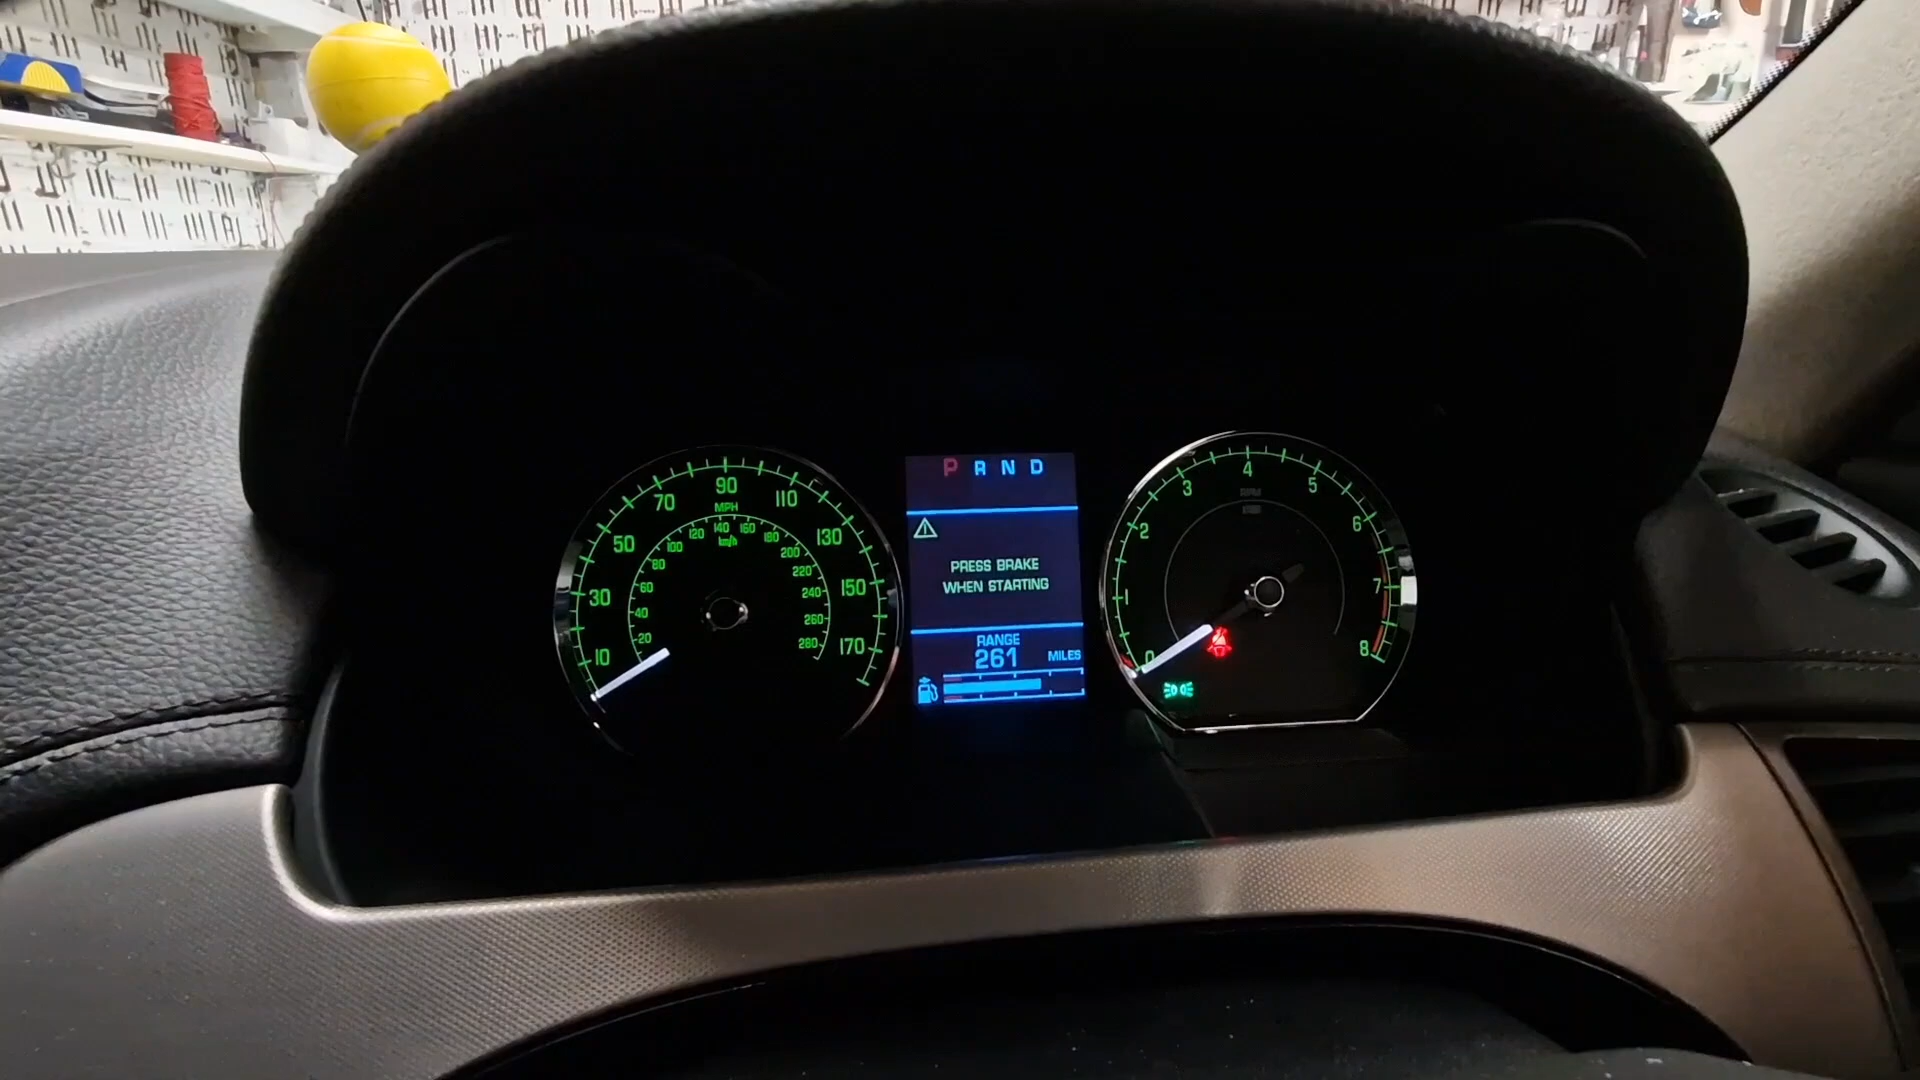 P R N D
PRESS BRAKE
WHEN STARTING
RANGE
261 MILES
10 30 50 70 90 110 130 150 170
MPH
20 40 60 80 100 120 140 160 180 200 220 240 260 280
km/h
0 1 2 3 4 5 6 7 8
RPM